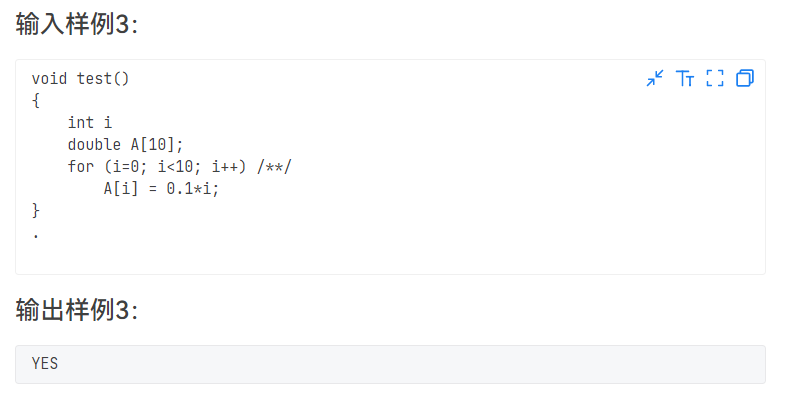 输入样例3:
void test()
{
    int i
    double A[10];
    for (i=0; i<10; i++) /**/
        A[i] = 0.1*i;
}
.
输出样例3:
YES